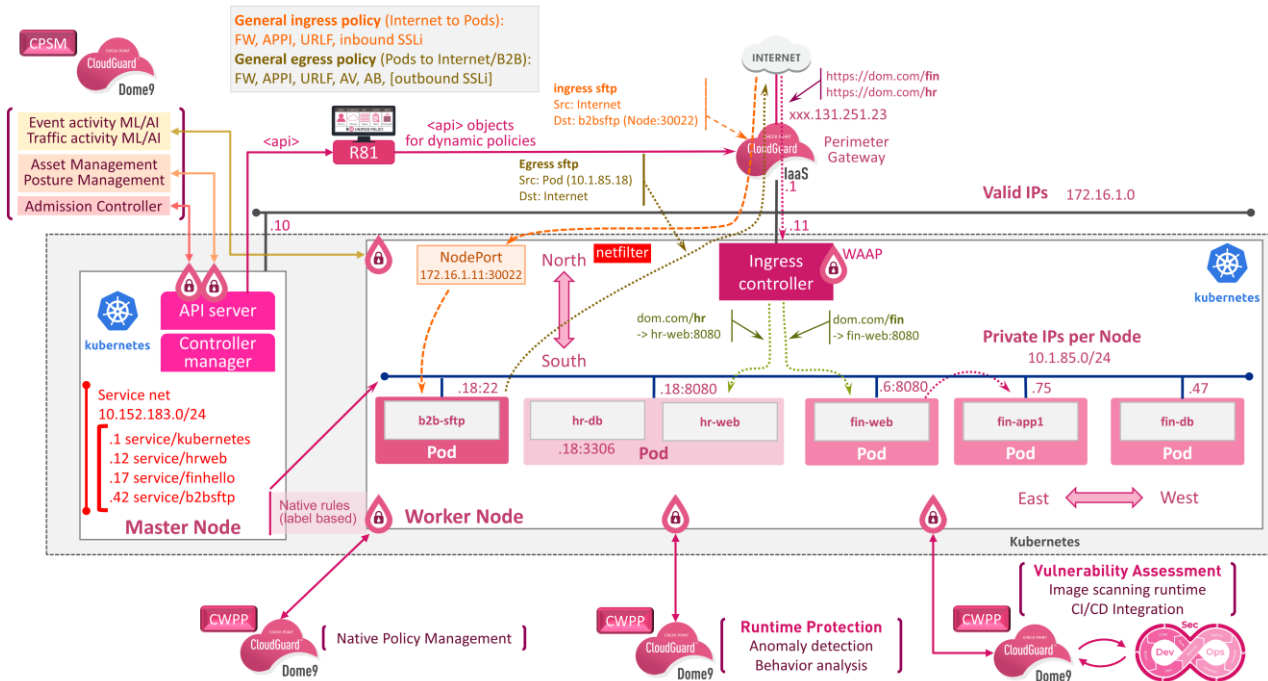 General ingress policy (Internet to Pods):
FW, APPI, URLF, inbound SSLi
General egress policy (Pods to Internet/B2B):
FW, APPI, URLF, AV, AB, [outbound SSLi]
CPSM
CHECK POINT
CloudGuard
Dome9
INTERNET
https://dom.com/fin
https://dom.com/hr
xxx.131.251.23
ingress sftp
Src: Internet
Dst: b2bsftp (Node:30022)
Event activity ML/AI
Traffic activity ML/AI
Asset Management
Posture Management
Admission Controller
<api>
R81
<api> objects
for dynamic policies
CHECK POINT
CloudGuard
IaaS
Perimeter
Gateway
Egress sftp
Src: Pod (10.1.85.18)
Dst: Internet
.1
Valid IPs 172.16.1.0
.10
.11
NodePort
172.16.1.11:30022
North
South
netfilter
Ingress
controller
WAAP
kubernetes
kubernetes
API server
Controller
manager
dom.com/hr
-> hr-web:8080
dom.com/fin
-> fin-web:8080
Private IPs per Node
10.1.85.0/24
Service net
10.152.183.0/24
.1 service/kubernetes
.12 service/hrweb
.17 service/finhello
.42 service/b2bsftp
Master Node
.18:22
.18:8080
.6:8080
.75
.47
b2b-sftp
Pod
hr-db
hr-web
.18:3306
Pod
fin-web
Pod
fin-app1
Pod
fin-db
Pod
Native rules
(label based)
Worker Node
East
West
Kubernetes
CWPP
CHECK POINT
CloudGuard
Dome9
Native Policy Management
CWPP
CHECK POINT
CloudGuard
Dome9
Runtime Protection
Anomaly detection
Behavior analysis
Vulnerability Assessment
Image scanning runtime
CI/CD Integration
CWPP
CHECK POINT
CloudGuard
Dome9
Sec
Dev
Ops